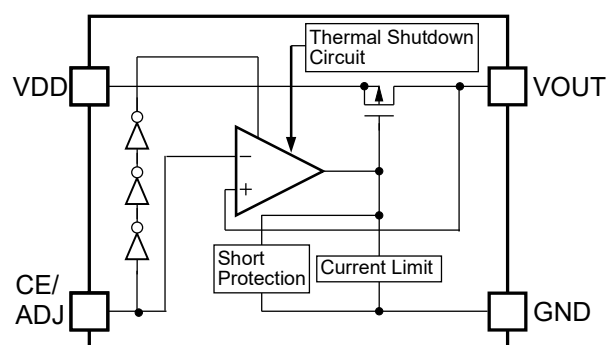 Thermal Shutdown
Circuit
VDD
VOUT
−
+
Short
Protection
Current Limit
CE/
ADJ
GND